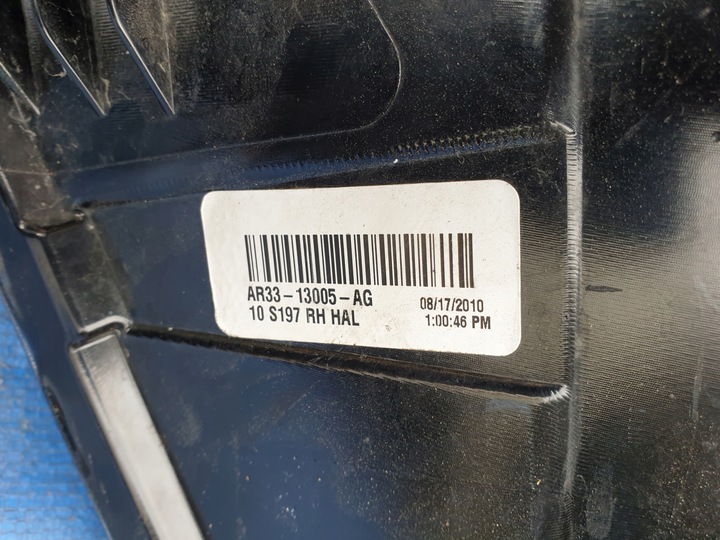 AR33-13005-AG
10 S197 RH HAL
08/17/2010
1:00:46 PM